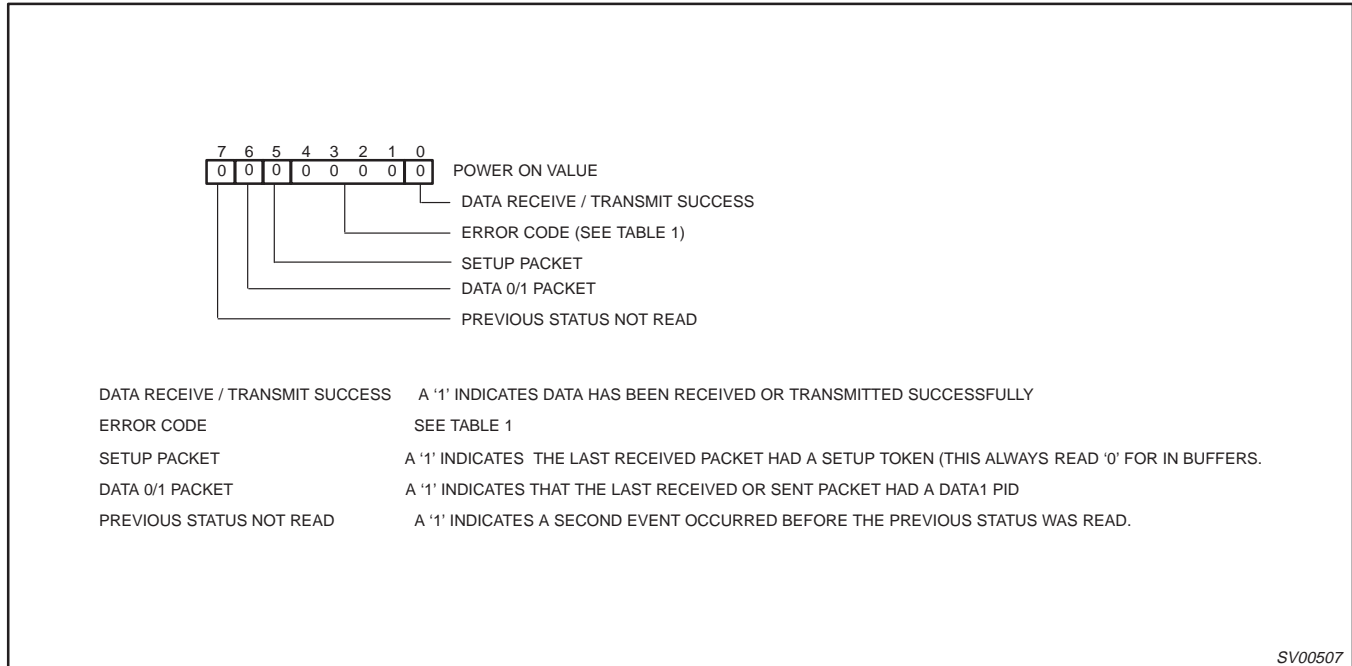 7 6 5 4 3 2 1 0
0 0 0 0 0 0 0 0 POWER ON VALUE
DATA RECEIVE / TRANSMIT SUCCESS
ERROR CODE (SEE TABLE 1)
SETUP PACKET
DATA 0/1 PACKET
PREVIOUS STATUS NOT READ
DATA RECEIVE / TRANSMIT SUCCESS A ‘1’ INDICATES DATA HAS BEEN RECEIVED OR TRANSMITTED SUCCESSFULLY
ERROR CODE SEE TABLE 1
SETUP PACKET A ‘1’ INDICATES THE LAST RECEIVED PACKET HAD A SETUP TOKEN (THIS ALWAYS READ ‘0’ FOR IN BUFFERS.
DATA 0/1 PACKET A ‘1’ INDICATES THAT THE LAST RECEIVED OR SENT PACKET HAD A DATA1 PID
PREVIOUS STATUS NOT READ A ‘1’ INDICATES A SECOND EVENT OCCURRED BEFORE THE PREVIOUS STATUS WAS READ.
SV00507